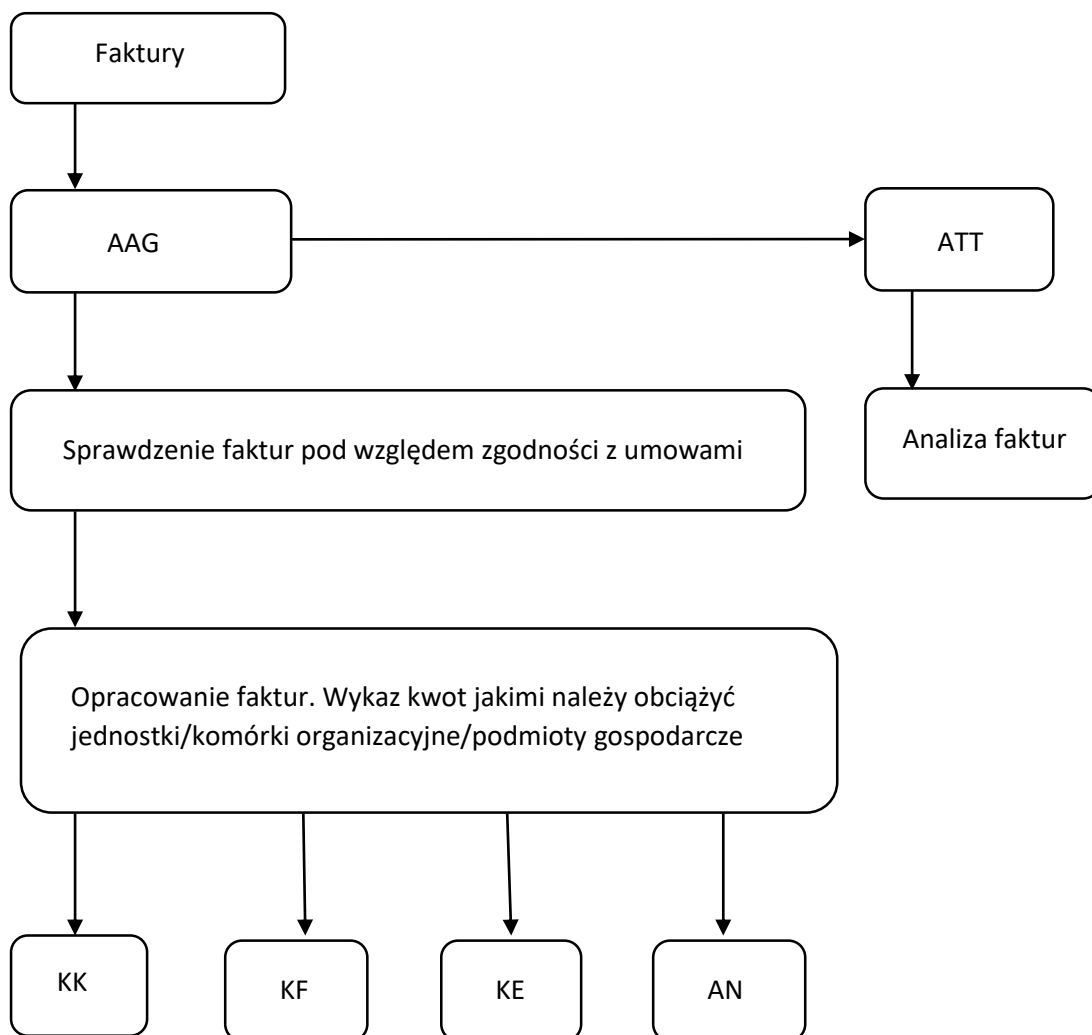 Faktury
AAG
ATT
Sprawdzenie faktur pod względem zgodności z umowami
Analiza faktur
Opracowanie faktur. Wykaz kwot jakimi należy obciążyć
jednostki/komórki organizacyjne/podmioty gospodarcze
KK
KF
KE
AN